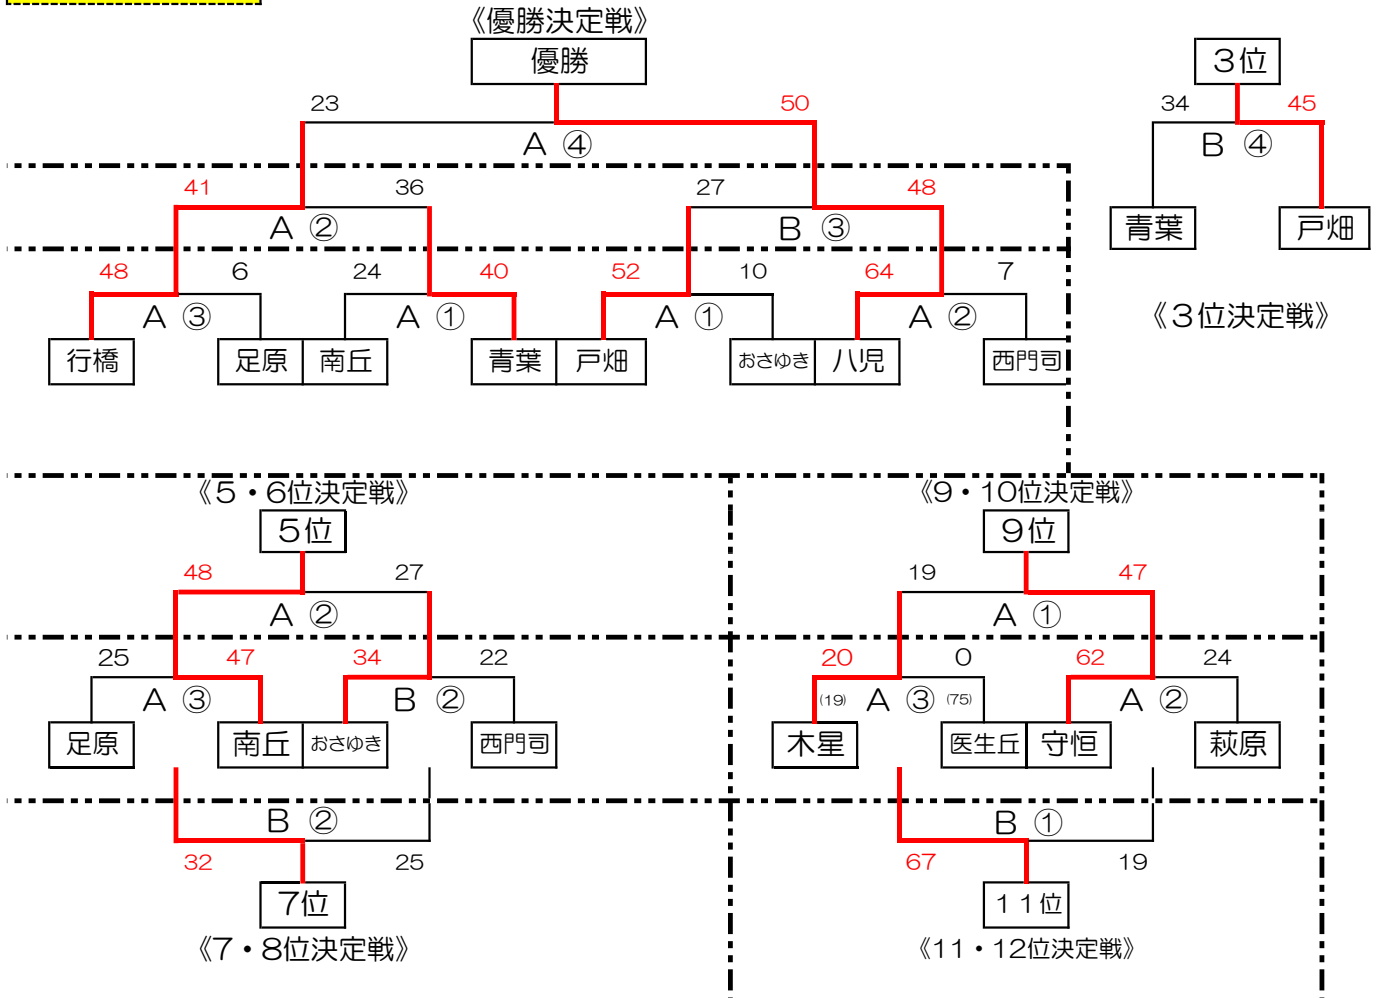 《優勝決定戦》
優勝
3位
23 50
34 45
A ④
B ④
41 36 27 48
A ② B ③
青葉 戸畑
48 6 24 40 52 10 64 7
A ③ A ① A ① A ②
《3位決定戦》
行橋 足原 南丘 青葉 戸畑 おさゆき 八児 西門司
《5・6位決定戦》 《9・10位決定戦》
5位 9位
48 27 19 47
A ② A ①
25 47 34 22 20 0 62 24
A ③ B ② (19) A ③ (75) A ②
足原 南丘 おさゆき 西門司 木星 医生丘 守恒 萩原
B ② B ①
32 25 67 19
7位 11位
《7・8位決定戦》 《11・12位決定戦》